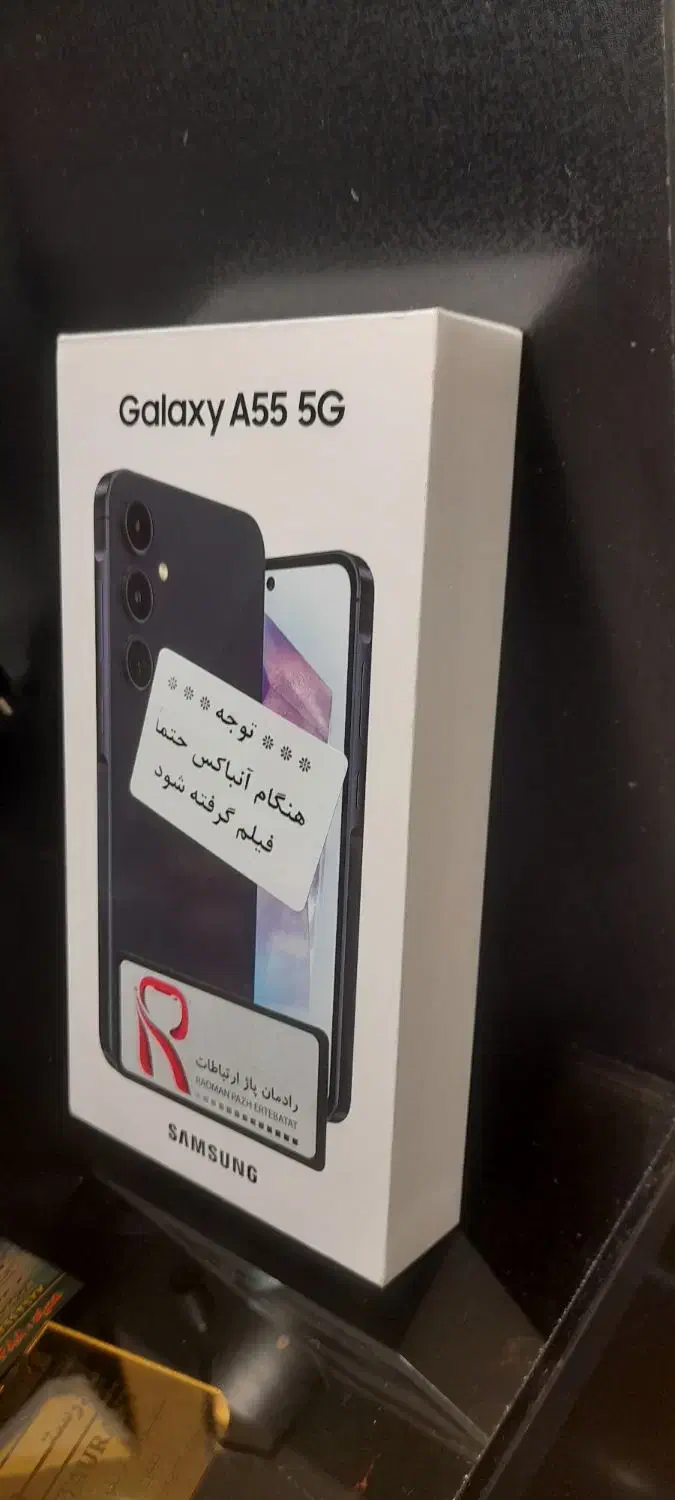 Galaxy A55 5G
*** توجه ***
هنگام آنباکس حتما
فیلم گرفته شود
رادمان پاژ ارتباطات
RADMAN PAZH ERTEBATAT
SAMSUNG